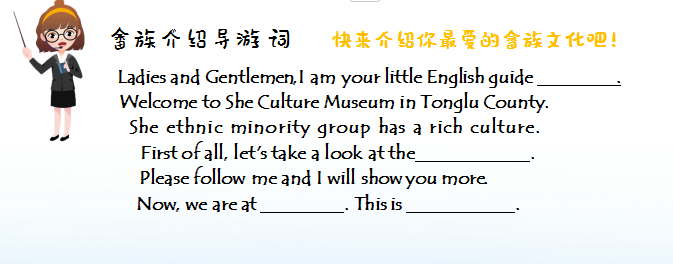 畲族介绍导游词 快来介绍你最爱的畲族文化吧！
Ladies and Gentlemen, I am your little English guide ________.
Welcome to She Culture Museum in Tonglu County.
She ethnic minority group has a rich culture.
First of all, let's take a look at the___________.
Please follow me and I will show you more.
Now, we are at ________. This is __________.